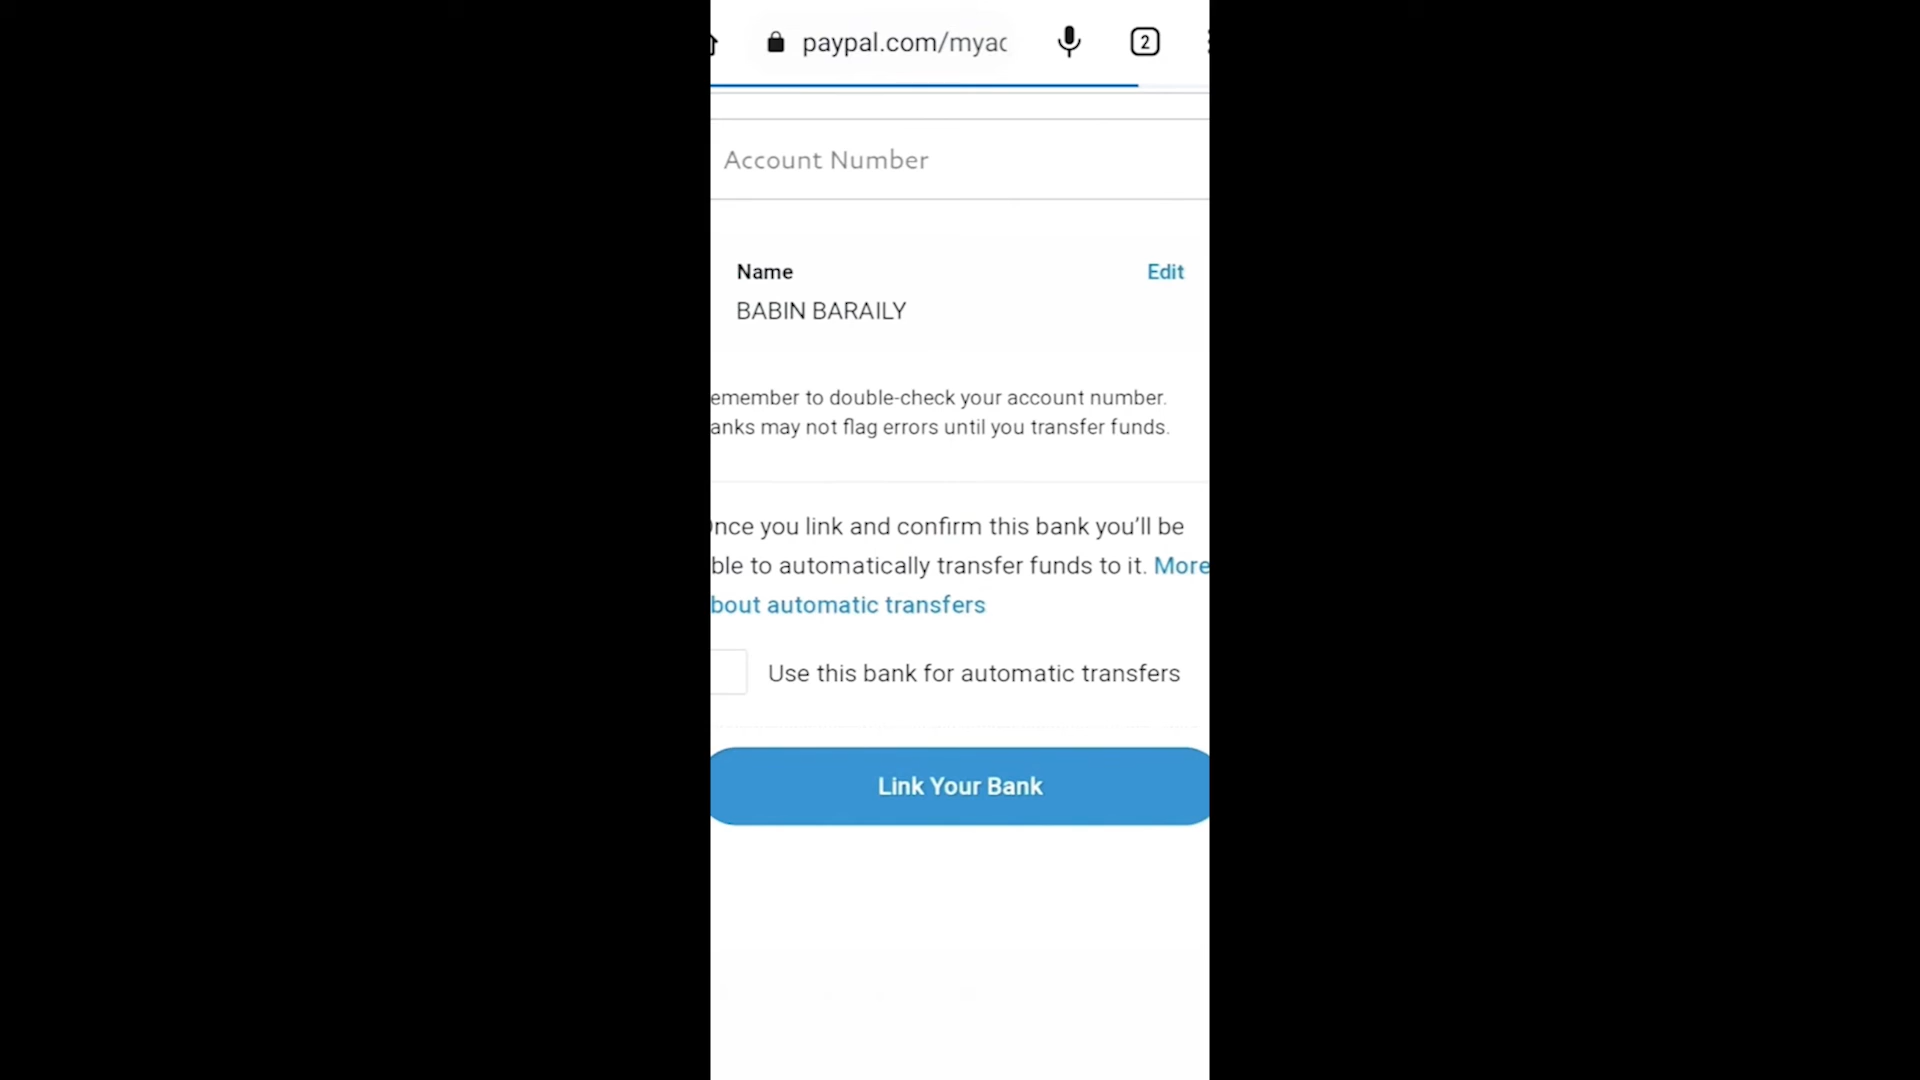 paypal.com/myac
2
Account Number
Name
Edit
BABIN BARAILY
emember to double-check your account number.
anks may not flag errors until you transfer funds.
nce you link and confirm this bank you'll be
ble to automatically transfer funds to it. More
bout automatic transfers
Use this bank for automatic transfers
Link Your Bank